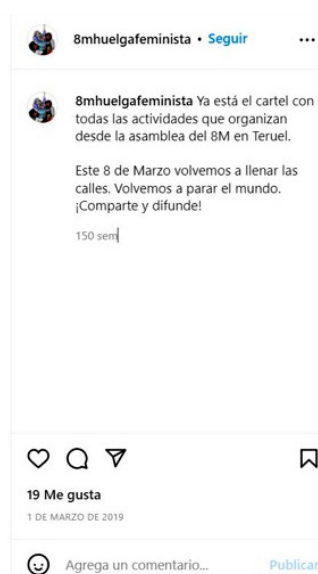 8mhuelgafeminista • Seguir
8mhuelgafeminista Ya está el cartel con
todas las actividades que organizan
desde la asamblea del 8M en Teruel.
Este 8 de Marzo volvemos a llenar las
calles. Volvemos a parar el mundo.
¡Comparte y difunde!
150 sem
19 Me gusta
1 DE MARZO DE 2019
Agrega un comentario... Publicar